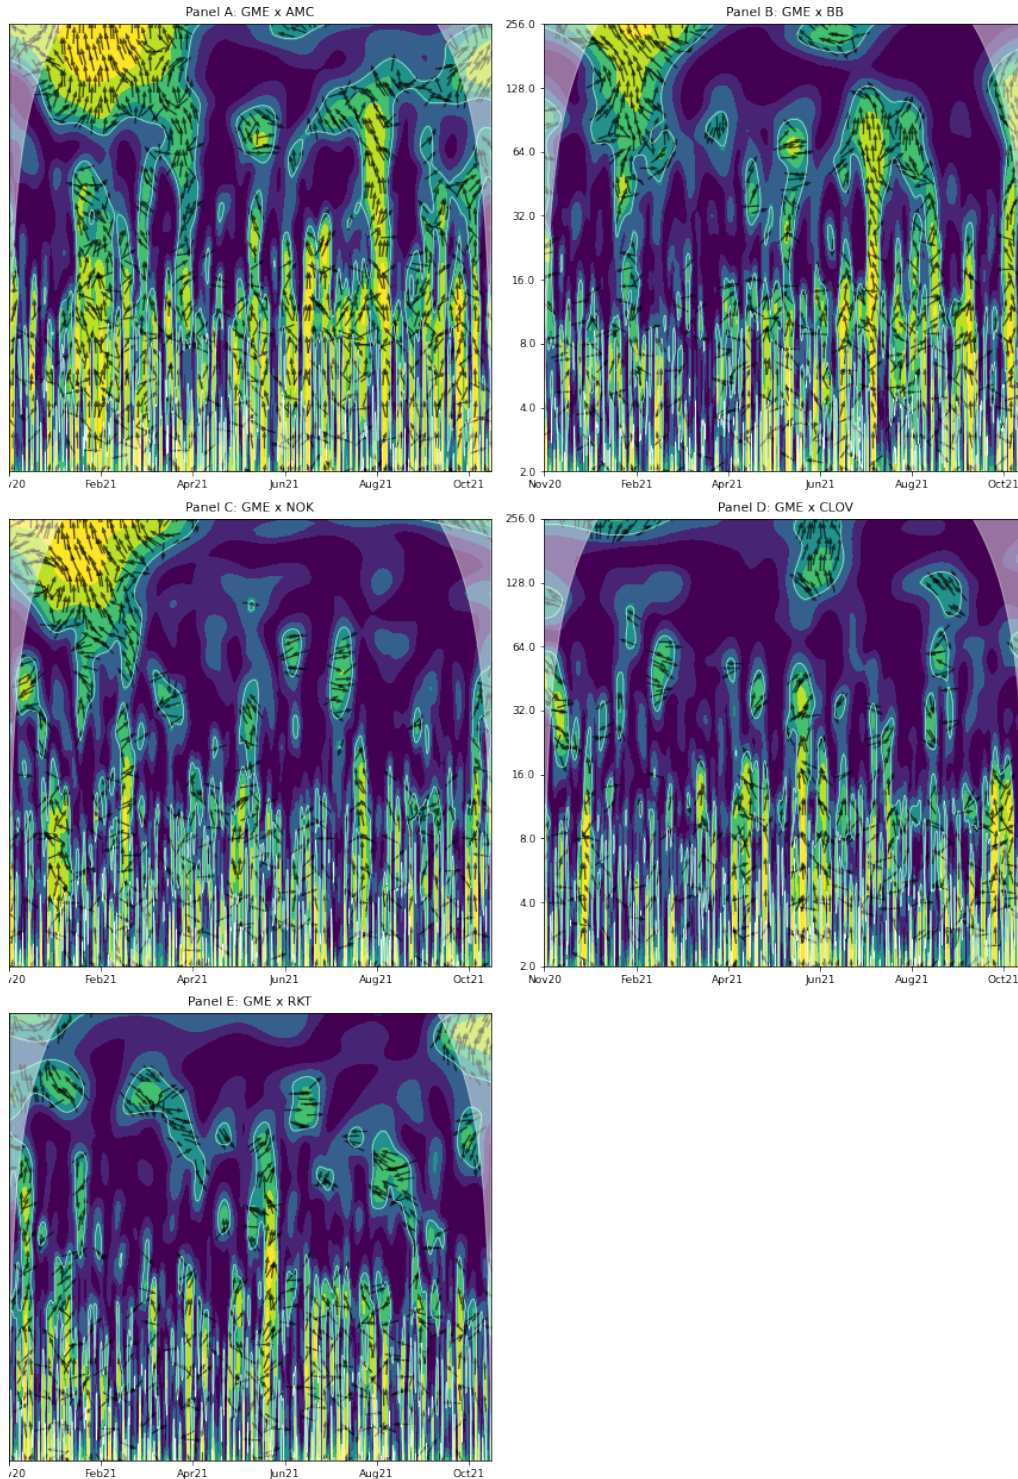 Panel A: GME x AMC
v20 Feb21 Apr21 Jun21 Aug21 Oct21
Panel B: GME x BB
256.0
128.0
64.0
32.0
16.0
8.0
4.0
2.0
Nov20 Feb21 Apr21 Jun21 Aug21 Oct21
Panel C: GME x NOK
v20 Feb21 Apr21 Jun21 Aug21 Oct21
Panel D: GME x CLOV
256.0
128.0
64.0
32.0
16.0
8.0
4.0
2.0
Nov20 Feb21 Apr21 Jun21 Aug21 Oct21
Panel E: GME x RKT
v20 Feb21 Apr21 Jun21 Aug21 Oct21